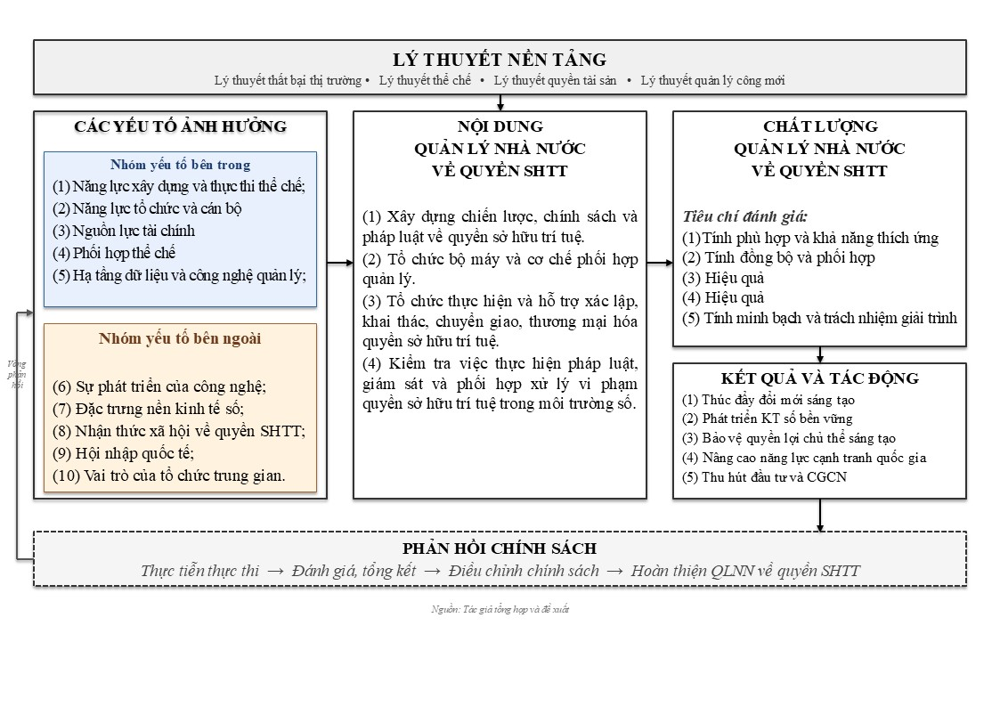 LÝ THUYẾT NỀN TẢNG
Lý thuyết thất bại thị trường • Lý thuyết thể chế • Lý thuyết quyền tài sản • Lý thuyết quản lý công mới
CÁC YẾU TỐ ẢNH HƯỞNG
Nhóm yếu tố bên trong
(1) Năng lực xây dựng và thực thi thể chế;
(2) Năng lực tổ chức và cán bộ
(3) Nguồn lực tài chính
(4) Phối hợp thể chế
(5) Hạ tầng dữ liệu và công nghệ quản lý;
Nhóm yếu tố bên ngoài
(6) Sự phát triển của công nghệ;
(7) Đặc trưng nền kinh tế số;
(8) Nhận thức xã hội về quyền SHTT;
(9) Hội nhập quốc tế;
(10) Vai trò của tổ chức trung gian.
NỘI DUNG
QUẢN LÝ NHÀ NƯỚC
VỀ QUYỀN SHTT
(1) Xây dựng chiến lược, chính sách và
pháp luật về quyền sở hữu trí tuệ.
(2) Tổ chức bộ máy và cơ chế phối hợp
quản lý.
(3) Tổ chức thực hiện và hỗ trợ xác lập,
khai thác, chuyển giao, thương mại hóa
quyền sở hữu trí tuệ.
(4) Kiểm tra việc thực hiện pháp luật,
giám sát và phối hợp xử lý vi phạm
quyền sở hữu trí tuệ trong môi trường số.
CHẤT LƯỢNG
QUẢN LÝ NHÀ NƯỚC
VỀ QUYỀN SHTT
Tiêu chí đánh giá:
(1)Tính phù hợp và khả năng thích ứng
(2) Tính đồng bộ và phối hợp
(3) Hiệu quả
(4) Hiệu quả
(5) Tính minh bạch và trách nhiệm giải trình
KẾT QUẢ VÀ TÁC ĐỘNG
(1) Thúc đẩy đổi mới sáng tạo
(2) Phát triển KT số bền vững
(3) Bảo vệ quyền lợi chủ thể sáng tạo
(4) Nâng cao năng lực cạnh tranh quốc gia
(5) Thu hút đầu tư và CGCN
Vòng
phản
hồi
PHẢN HỒI CHÍNH SÁCH
Thực tiễn thực thi → Đánh giá, tổng kết → Điều chỉnh chính sách → Hoàn thiện QLNN về quyền SHTT
Nguồn: Tác giả tổng hợp và đề xuất